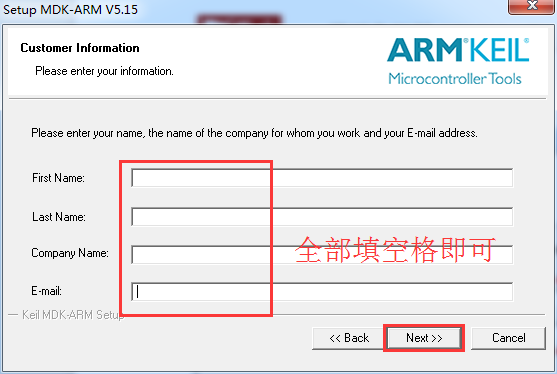 Setup MDK-ARM V5.15
Customer Information
Please enter your information.
ARM KEIL
Microcontroller Tools
Please enter your name, the name of the company for whom you work and your E-mail address.
First Name:
Last Name:
Company Name:
全部填空格即可
E-mail:
Keil MDK-ARM Setup
<< Back
Next >>
Cancel